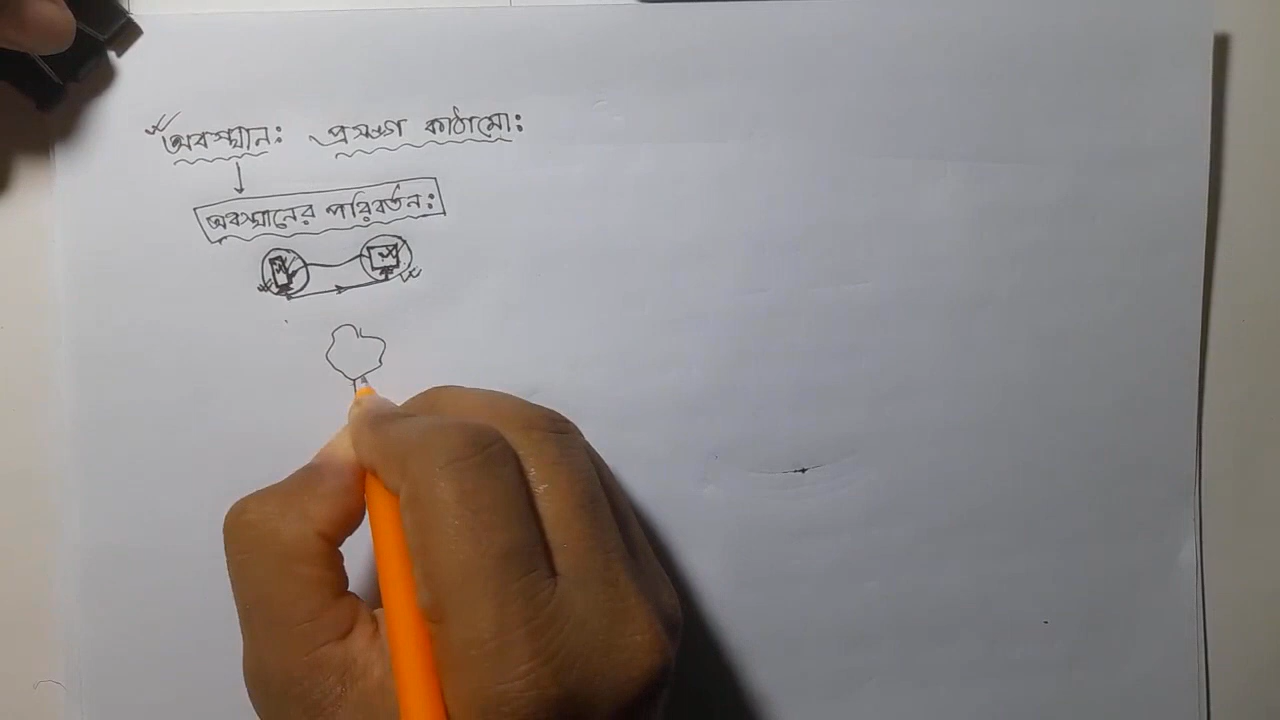 অবস্থান: প্রসঙ্গ কাঠামো:
অবস্থানের পরিবর্তন: